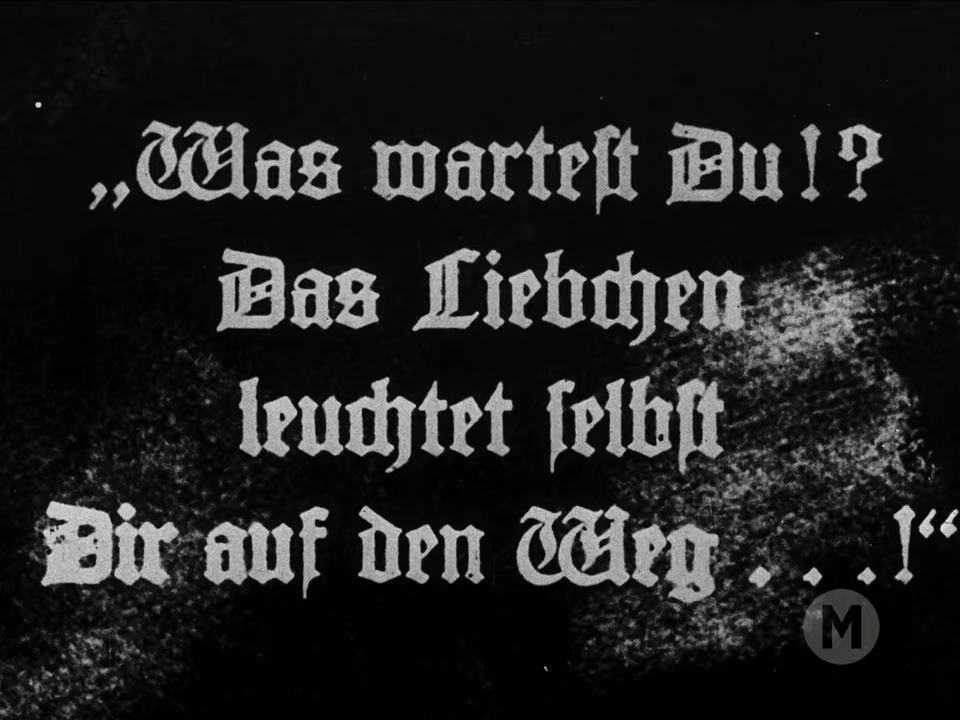 „Was wartest Du!?
Das Liebchen
leuchtet selbst
Dir auf den Weg . . .!“
M